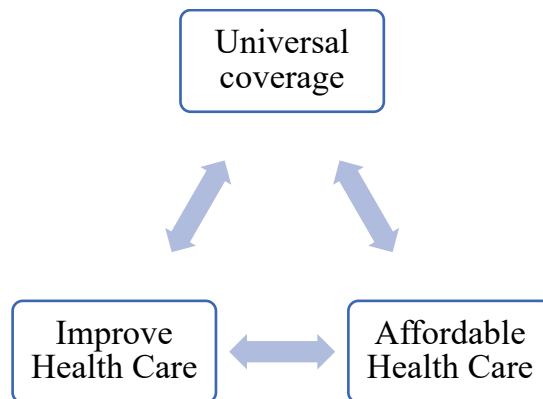 Universal
coverage
Improve
Health Care
Affordable
Health Care